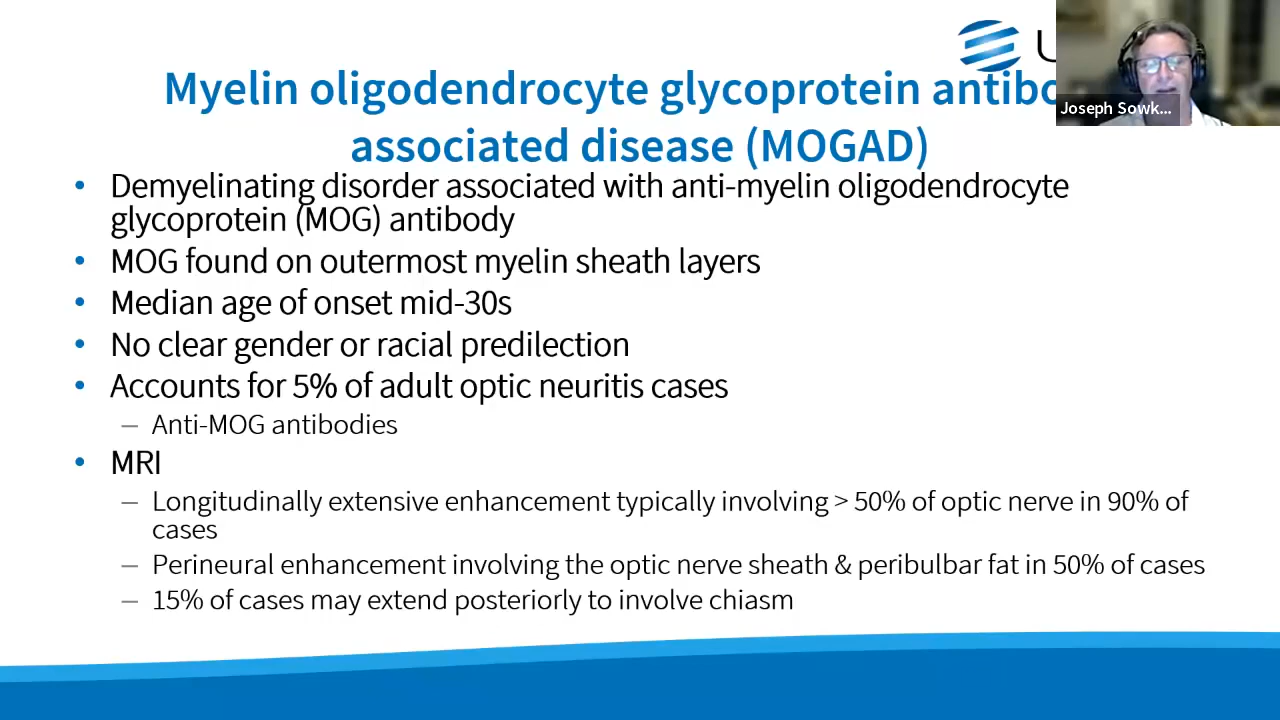 U
Joseph Sowk...
Myelin oligodendrocyte glycoprotein antibo
associated disease (MOGAD)
• Demyelinating disorder associated with anti-myelin oligodendrocyte
glycoprotein (MOG) antibody
• MOG found on outermost myelin sheath layers
• Median age of onset mid-30s
• No clear gender or racial predilection
• Accounts for 5% of adult optic neuritis cases
– Anti-MOG antibodies
• MRI
– Longitudinally extensive enhancement typically involving > 50% of optic nerve in 90% of
cases
– Perineural enhancement involving the optic nerve sheath & peribulbar fat in 50% of cases
– 15% of cases may extend posteriorly to involve chiasm